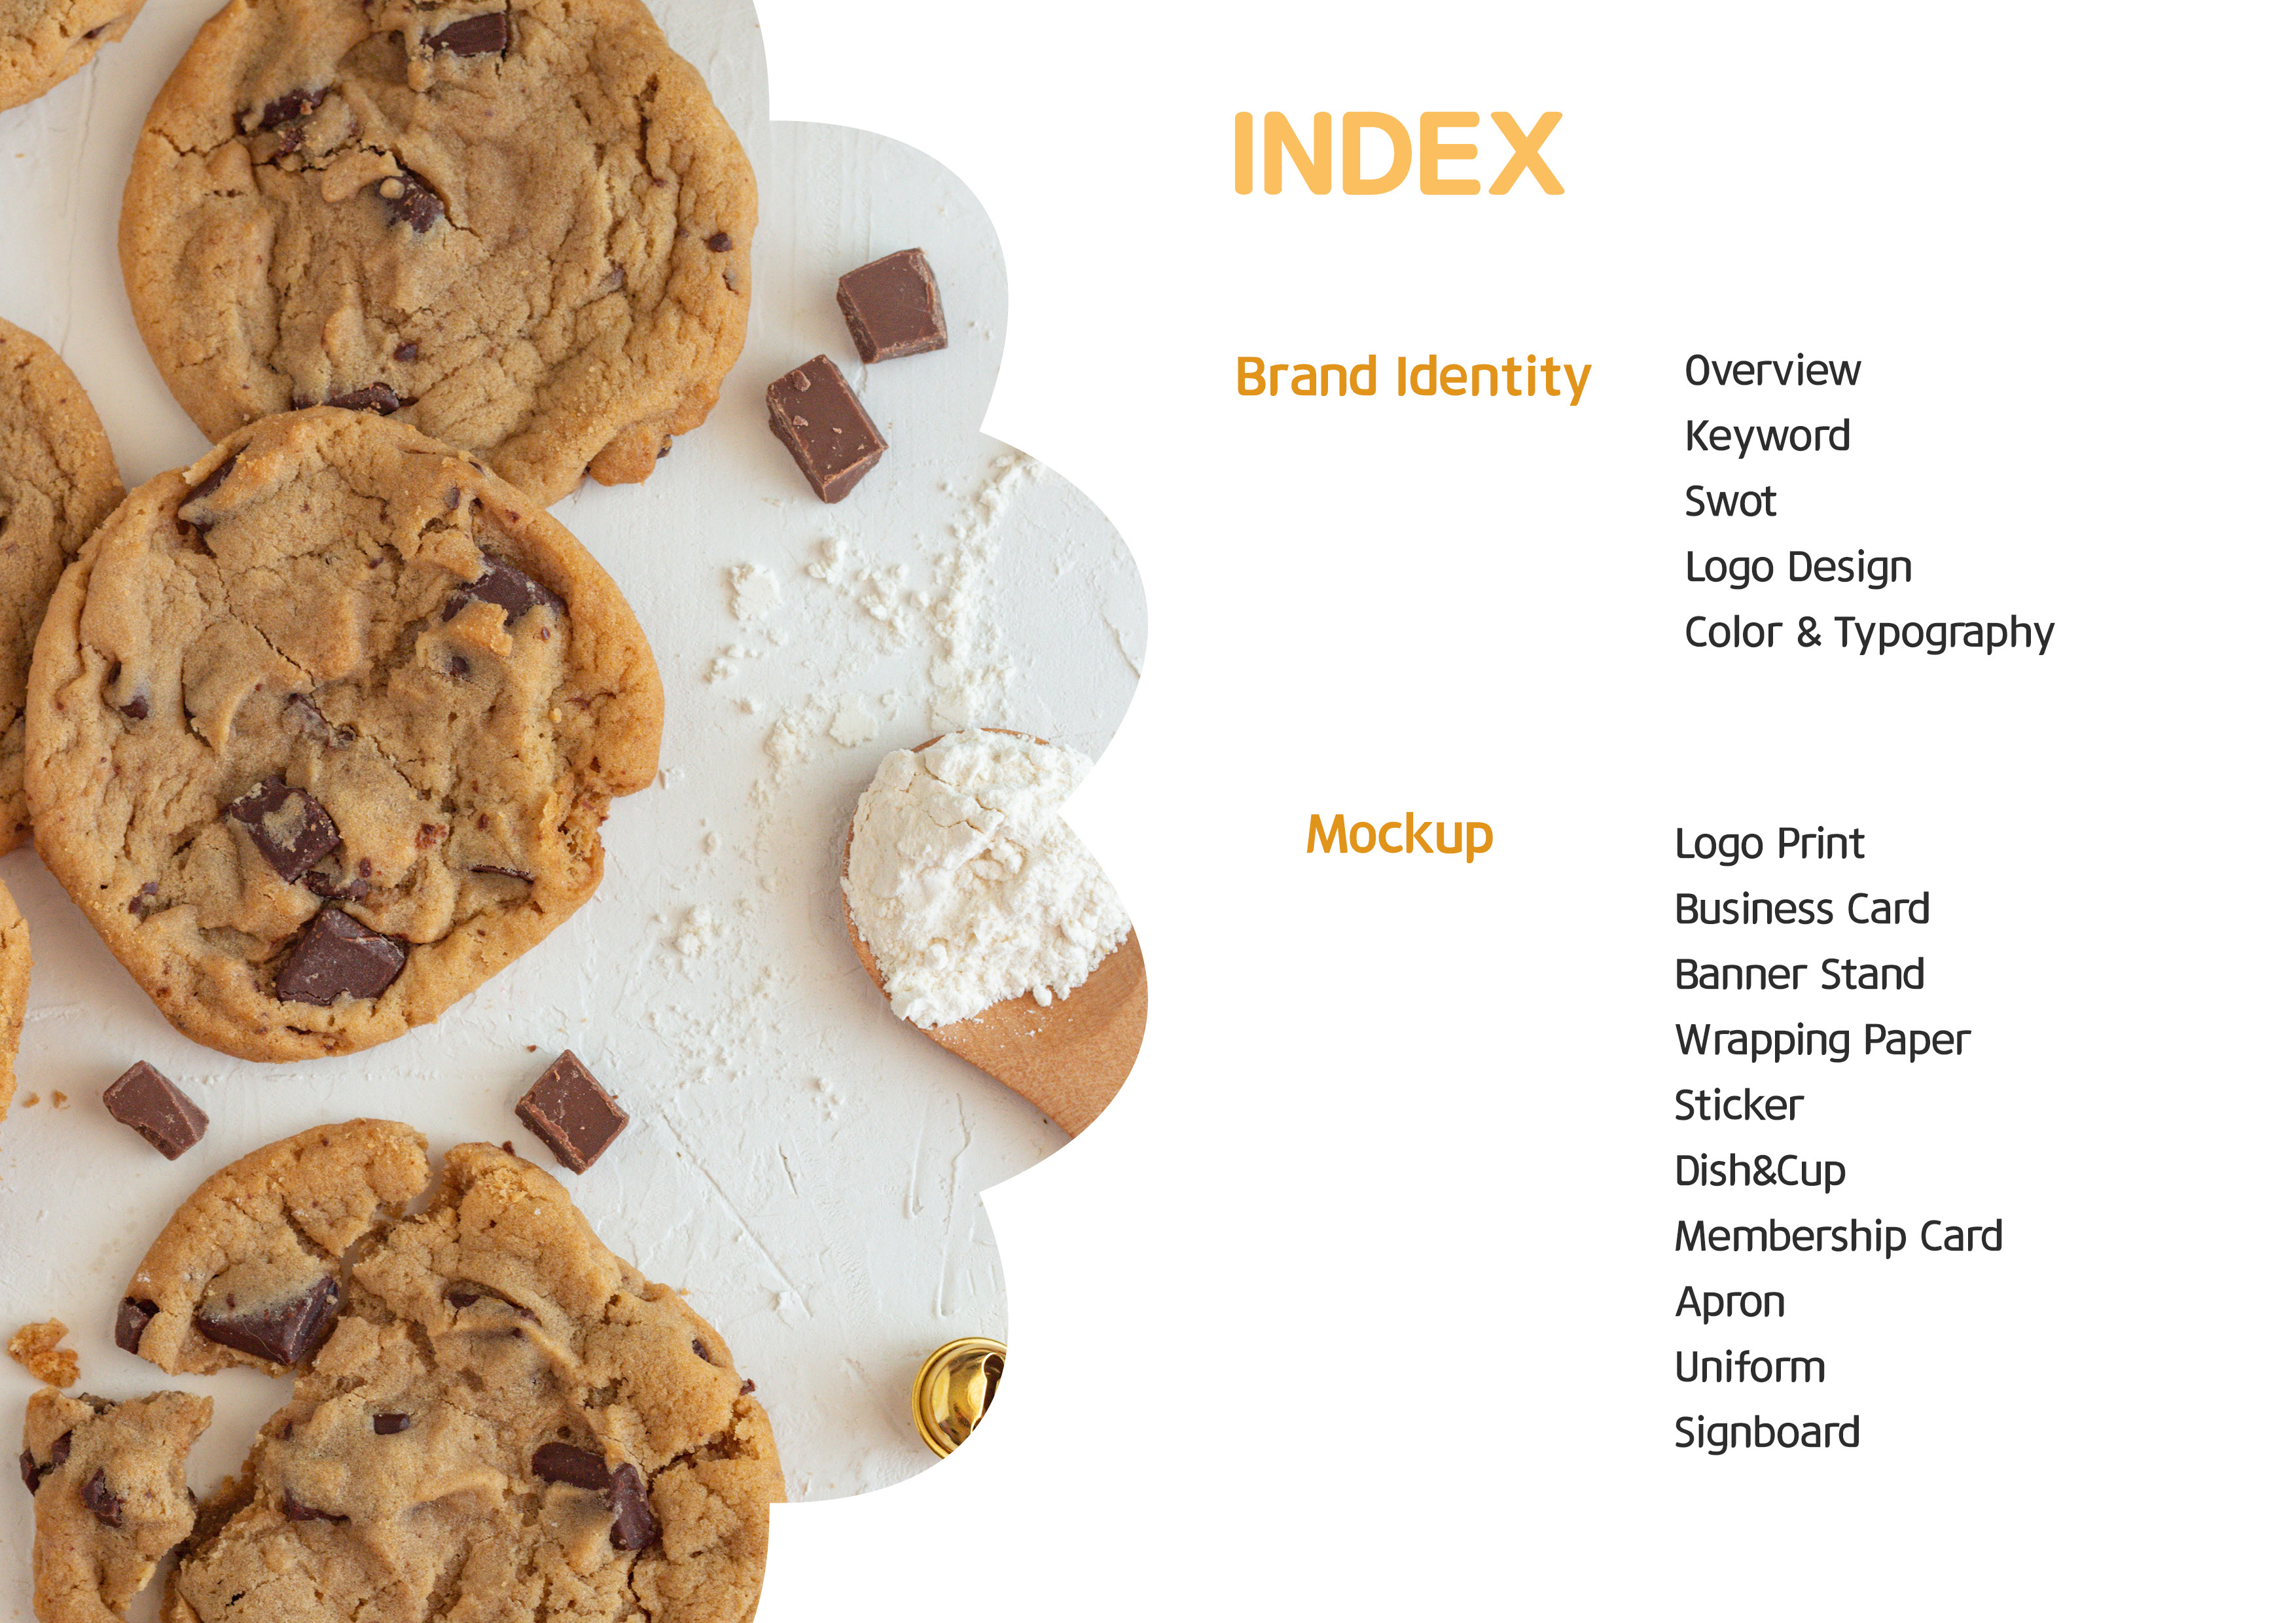 INDEX
Brand Identity
Overview
Keyword
Swot
Logo Design
Color & Typography
Mockup
Logo Print
Business Card
Banner Stand
Wrapping Paper
Sticker
Dish&Cup
Membership Card
Apron
Uniform
Signboard